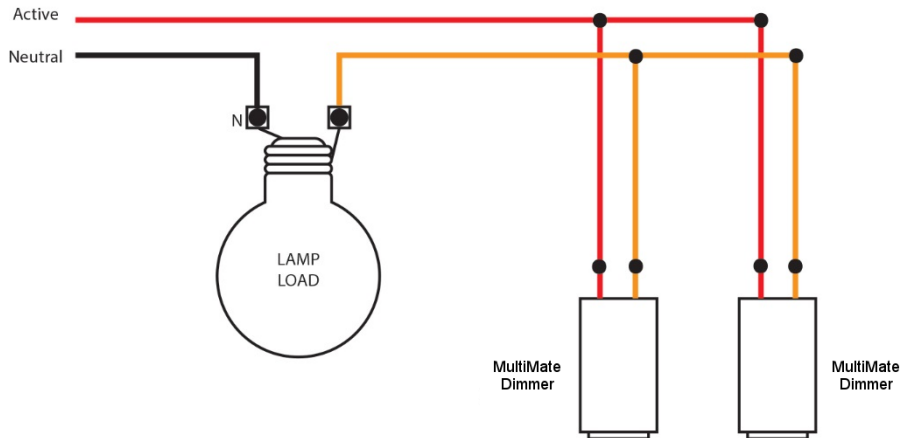 Active
Neutral
N
LAMP
LOAD
MultiMate
Dimmer
MultiMate
Dimmer